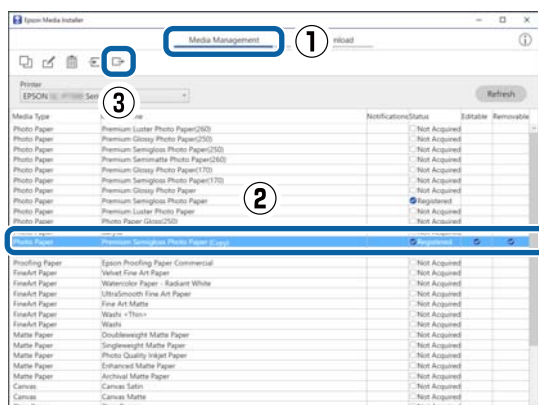 Epson Media Installer
Media Management
nload
1
3
Printer
EPSON
Seri
Refresh
Media Type Notifications Status Editable Removable
Photo Paper Premium Luster Photo Paper(260) Not Acquired
Photo Paper Premium Glossy Photo Paper(250) Not Acquired
Photo Paper Premium Semigloss Photo Paper(250) Not Acquired
Photo Paper Premium Semimatte Photo Paper(260) Not Acquired
Photo Paper Premium Glossy Photo Paper(170) Not Acquired
Photo Paper Premium Semigloss Photo Paper(170) Not Acquired
Photo Paper Premium Glossy Photo Paper Not Acquired
Photo Paper Premium Semigloss Photo Paper Registered
Photo Paper Premium Luster Photo Paper Not Acquired
Photo Paper Photo Paper Gloss(250) Not Acquired
2
Photo Paper Premium Semigloss Photo Paper (Copy) Registered
Proofing Paper Epson Proofing Paper Commercial Not Acquired
FineArt Paper Velvet Fine Art Paper Not Acquired
FineArt Paper Watercolor Paper - Radiant White Not Acquired
FineArt Paper UltraSmooth Fine Art Paper Not Acquired
FineArt Paper Fine Art Matte Not Acquired
FineArt Paper Washi <Thin> Not Acquired
FineArt Paper Washi Not Acquired
Matte Paper Doubleweight Matte Paper Not Acquired
Matte Paper Singleweight Matte Paper Not Acquired
Matte Paper Photo Quality Inkjet Paper Not Acquired
Matte Paper Enhanced Matte Paper Not Acquired
Matte Paper Archival Matte Paper Not Acquired
Canvas Canvas Satin Not Acquired
Canvas Canvas Matte Not Acquired